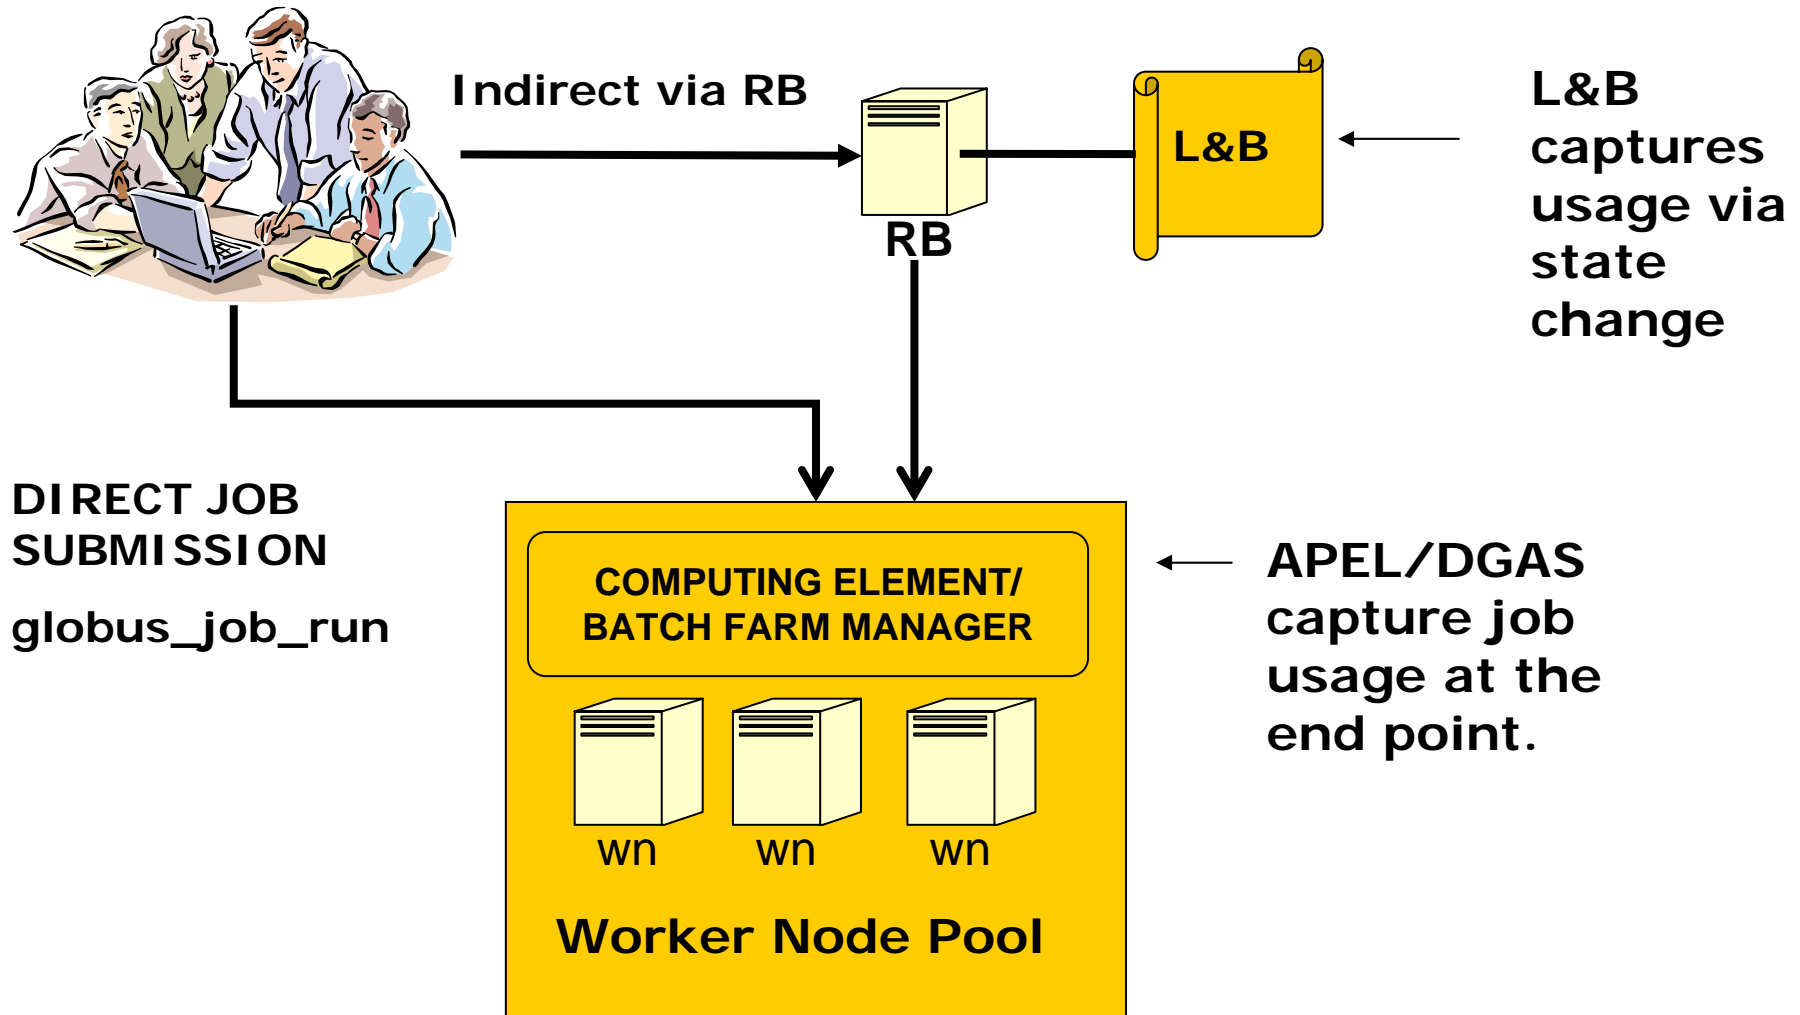 Indirect via RB
L&B
RB
L&B
captures
usage via
state
change
DIRECT JOB
SUBMISSION
globus_job_run
COMPUTING ELEMENT/
BATCH FARM MANAGER
wn wn wn
Worker Node Pool
APEL/DGAS
capture job
usage at the
end point.